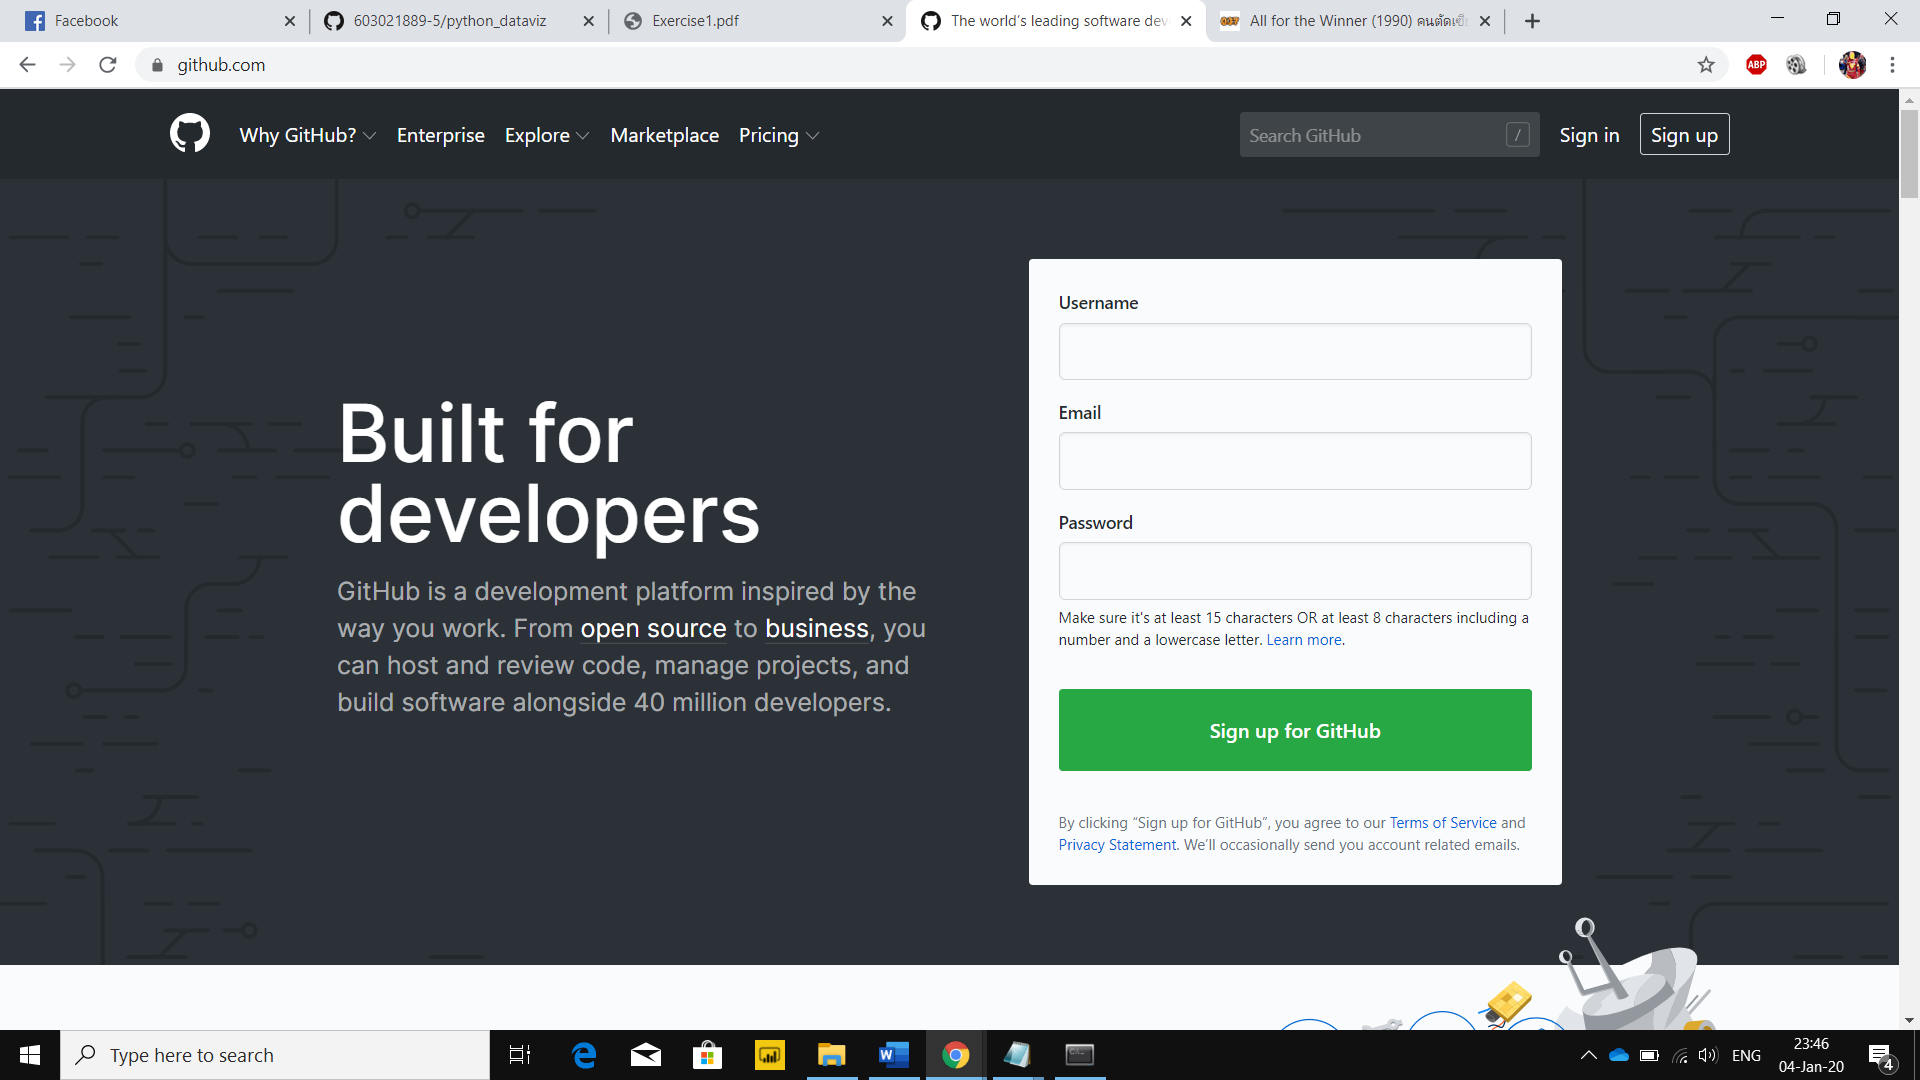 Facebook
603021889-5/python_dataviz
Exercise1.pdf
The world's leading software dev
All for the Winner (1990) คนตัดเซี
github.com
ABP
Why GitHub?
Enterprise
Explore
Marketplace
Pricing
Search GitHub
/
Sign in
Sign up
Built for
developers
GitHub is a development platform inspired by the
way you work. From open source to business, you
can host and review code, manage projects, and
build software alongside 40 million developers.
Username
Email
Password
Make sure it's at least 15 characters OR at least 8 characters including a
number and a lowercase letter. Learn more.
Sign up for GitHub
By clicking “Sign up for GitHub”, you agree to our Terms of Service and
Privacy Statement. We’ll occasionally send you account related emails.
Type here to search
ENG
23:46
04-Jan-20
4